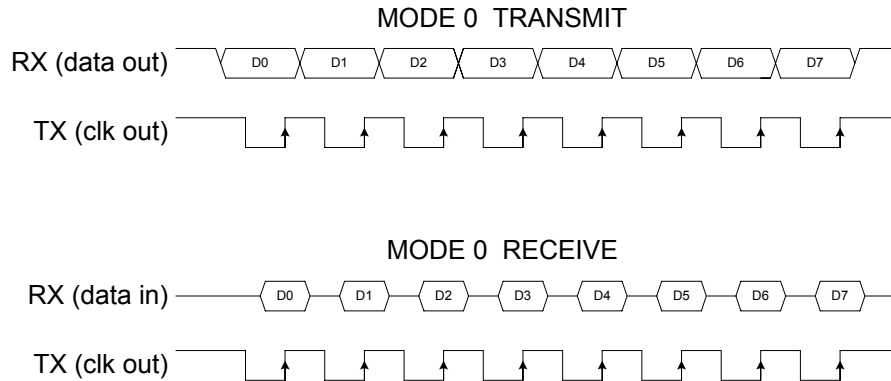 MODE 0 TRANSMIT
RX (data out) D0 D1 D2 D3 D4 D5 D6 D7
TX (clk out)
MODE 0 RECEIVE
RX (data in) D0 D1 D2 D3 D4 D5 D6 D7
TX (clk out)